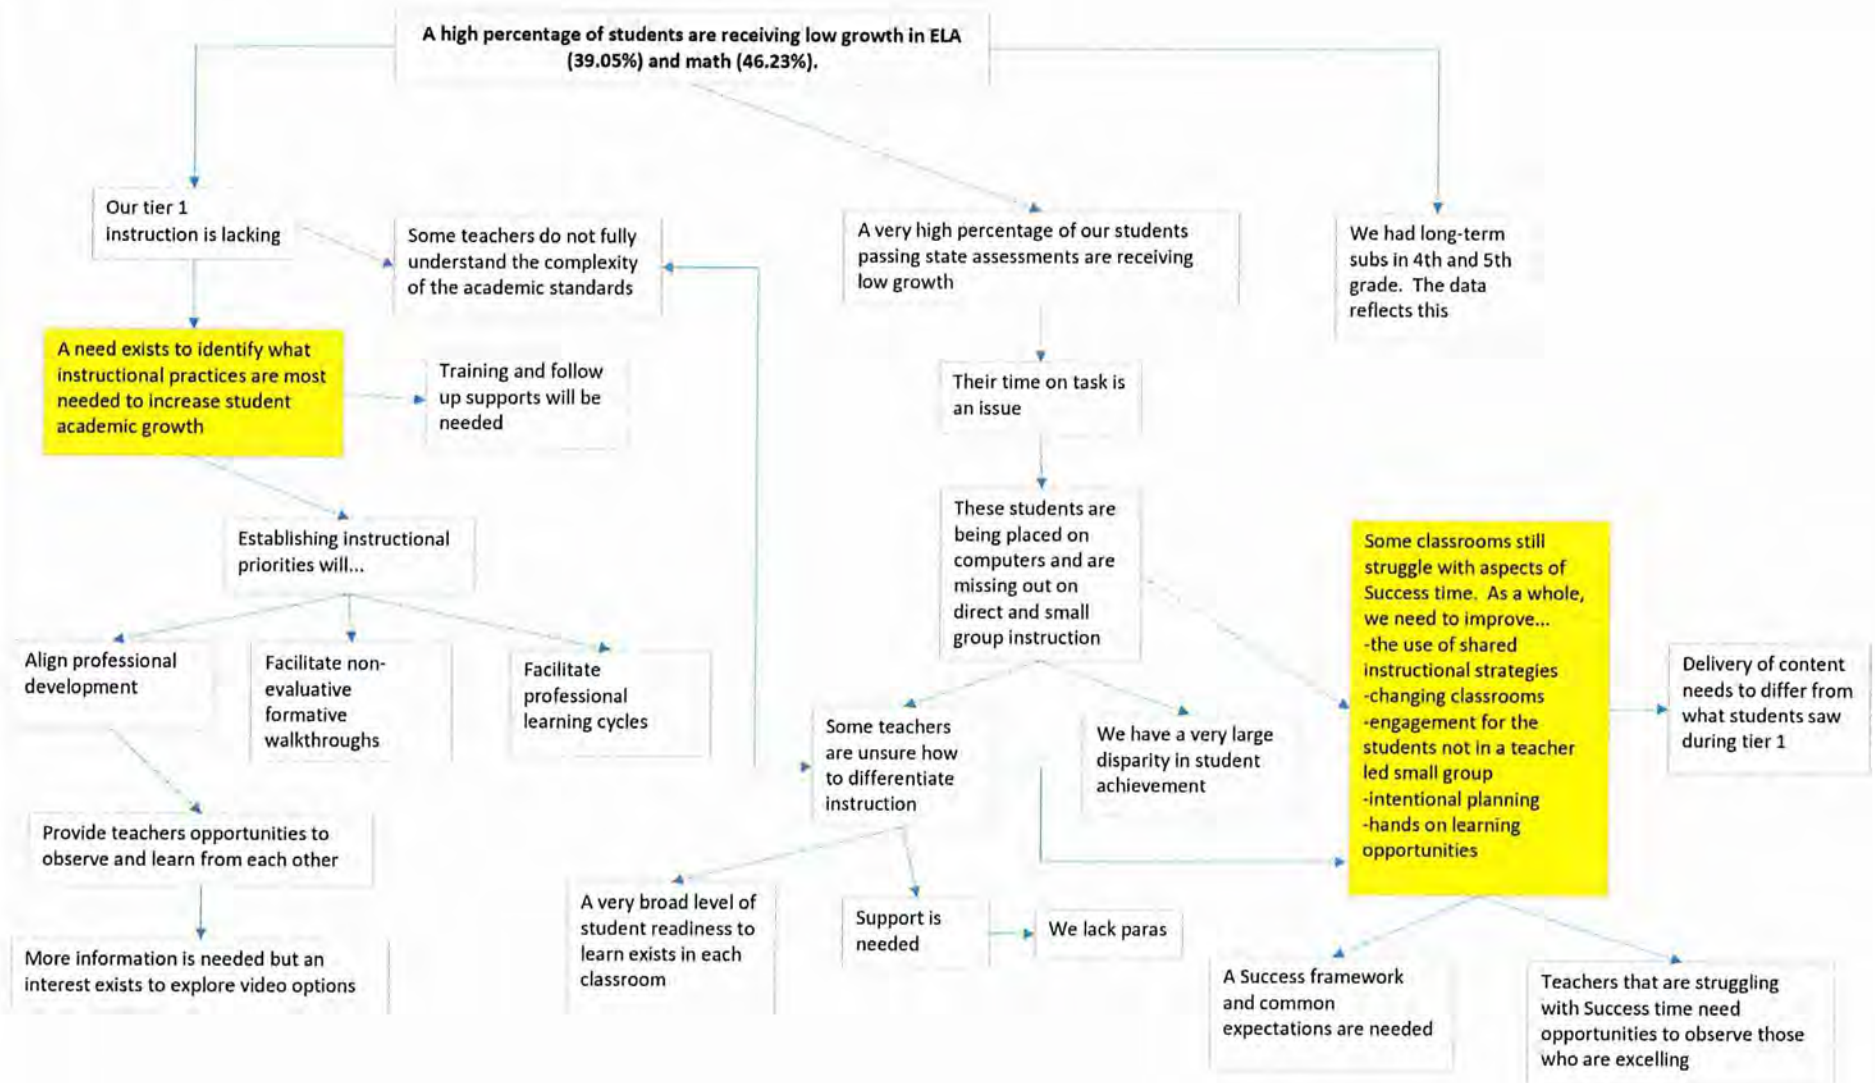 A high percentage of students are receiving low growth in ELA
(39.05%) and math (46.23%).
Our tier 1
instruction is lacking
Some teachers do not fully
understand the complexity
of the academic standards
A very high percentage of our students
passing state assessments are receiving
low growth
We had long-term
subs in 4th and 5th
grade. The data
reflects this
A need exists to identify what
instructional practices are most
needed to increase student
academic growth
Training and follow
up supports will be
needed
Their time on task is
an issue
Establishing instructional
priorities will...
These students are
being placed on
computers and are
missing out on
direct and small
group instruction
Some classrooms still
struggle with aspects of
Success time. As a whole,
we need to improve...
-the use of shared
instructional strategies
-changing classrooms
-engagement for the
students not in a teacher
led small group
-intentional planning
-hands on learning
opportunities
Delivery of content
needs to differ from
what students saw
during tier 1
Align professional
development
Facilitate non-
evaluative
formative
walkthroughs
Facilitate
professional
learning cycles
Some teachers
are unsure how
to differentiate
instruction
We have a very large
disparity in student
achievement
Provide teachers opportunities to
observe and learn from each other
A very broad level of
student readiness to
learn exists in each
classroom
Support is
needed
We lack paras
More information is needed but an
interest exists to explore video options
A Success framework
and common
expectations are needed
Teachers that are struggling
with Success time need
opportunities to observe those
who are excelling